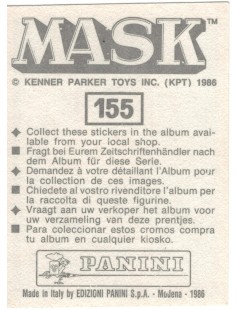 MASK™
© KENNER PARKER TOYS INC. (KPT) 1986
155
Collect these stickers in the album avai-
lable from your local shop.
Fragt bei Eurem Zeitschriftenhändler nach
dem Album für diese Serie.
Demandez à votre détaillant l'Album pour
la collection de ces images.
Chiedete al vostro rivenditore l'album per
la raccolta di queste figurine.
Vraagt aan uw verkoper het album voor
uw verzameling van deze prentjes.
Para coleccionar estos cromos compra
tu album en cualquier kiosko.
PANINI
Made in Italy by EDIZIONI PANINI S.p.A. - Modena - 1986